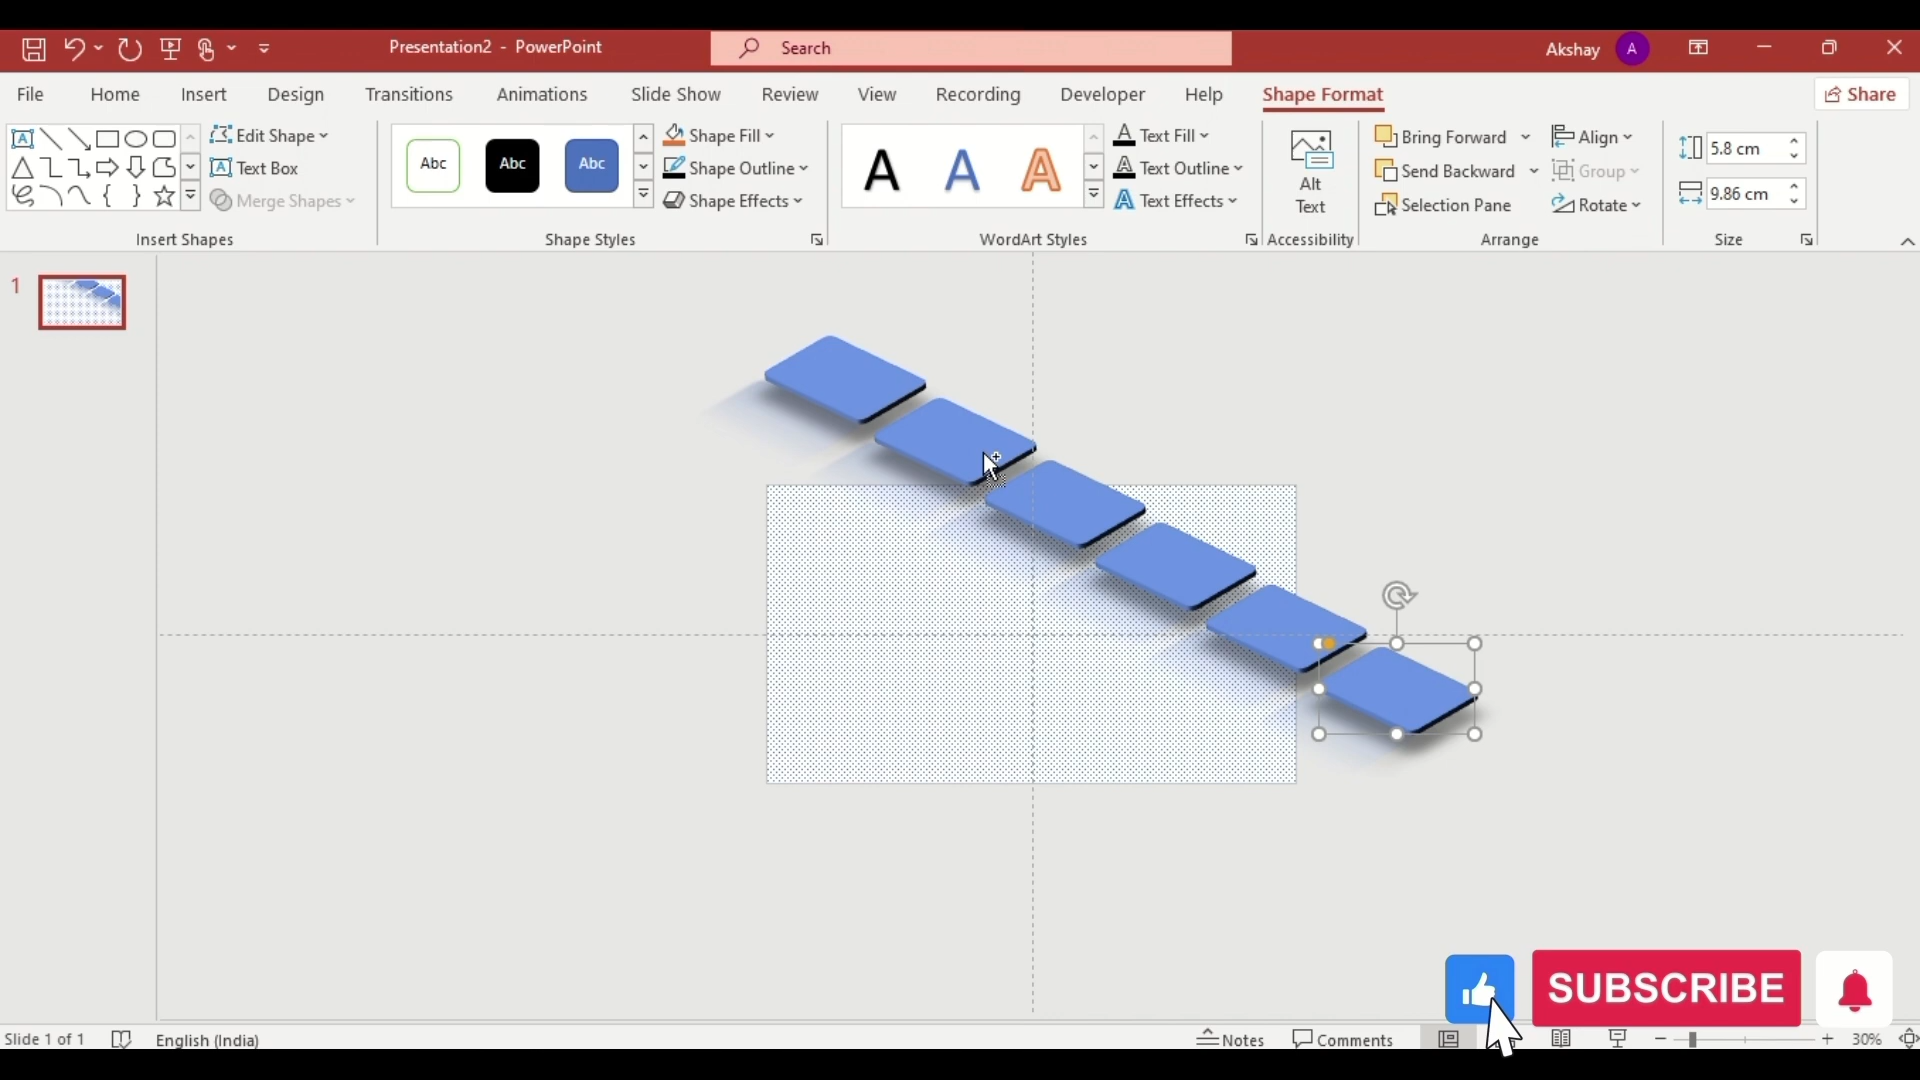 Presentation2 - PowerPoint
Search
Akshay A
File Home Insert Design Transitions Animations Slide Show Review View Recording Developer Help Shape Format Share
Edit Shape
Text Box
Merge Shapes
Insert Shapes
Abc Abc Abc
Shape Fill
Shape Outline
Shape Effects
Shape Styles
A A A
Text Fill
Text Outline
Text Effects
WordArt Styles
Alt
Text
Accessibility
Bring Forward
Send Backward
Selection Pane
Align
Group
Rotate
Arrange
5.8 cm
9.86 cm
Size
1
SUBSCRIBE
Slide 1 of 1 English (India) Notes Comments 30%